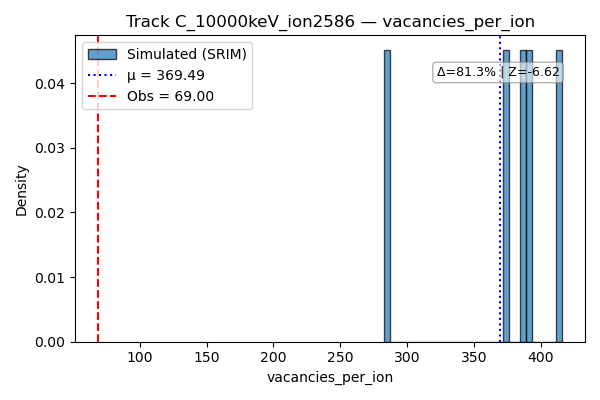 Track C_10000keV_ion2586 — vacancies_per_ion
Simulated (SRIM)
μ = 369.49
Obs = 69.00
Δ=81.3% | Z=-6.62
Density
0.04
0.03
0.02
0.01
0.00
100 150 200 250 300 350 400
vacancies_per_ion